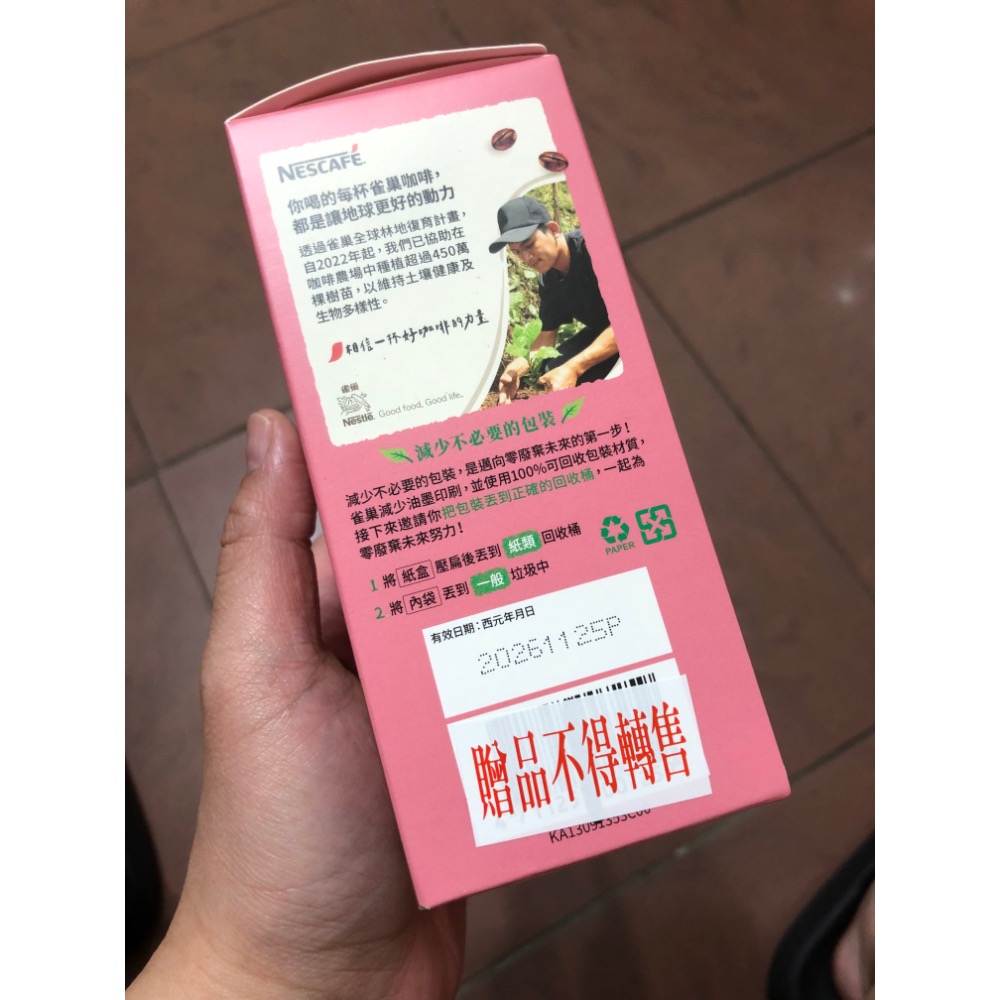 NESCAFÉ
你喝的每杯雀巢咖啡，
都是讓地球更好的動力
透過雀巢全球林地復育計畫，
自2022年起，我們已協助在
咖啡農場中種植超過450萬
棵樹苗，以維持土壤健康及
生物多樣性。
相信一杯好咖啡的力量
雀巢
Nestlé. Good food, Good life.
減少不必要的包裝
減少不必要的包裝，是邁向零廢棄未來的第一步！
雀巢減少油墨印刷，並使用100%可回收包裝材質，
接下來邀請你把包裝丟到正確的回收桶，一起為
零廢棄未來努力！
1 將 紙盒 壓扁後丟到 紙類 回收桶
2 將 內袋 丟到 一般 垃圾中
PAPER
有效日期：西元年月日
20261125P
贈品不得轉售